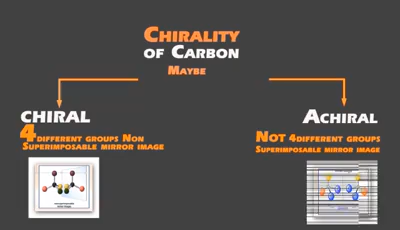 Chirality
of Carbon
Maybe
CHIRAL
4different groups Non
Superimposable mirror image
Achiral
Not 4different groups
Superimposable mirror image